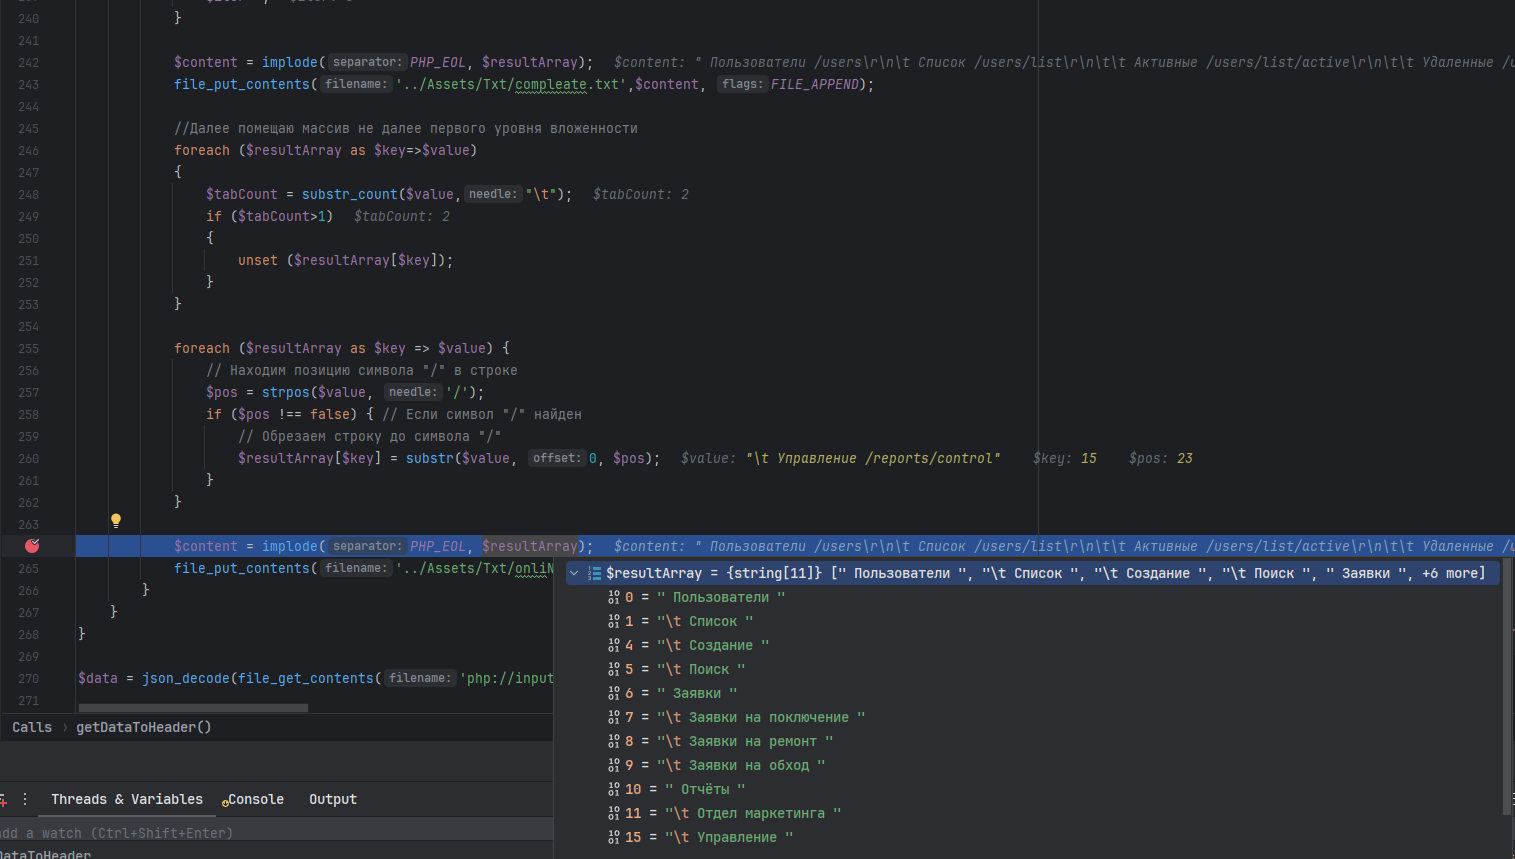 240 }
241
242 $content = implode( separator: PHP_EOL, $resultArray); $content: " Пользователи /users\r\n\t Список /users/list\r\n\t\t Активные /users/list/active\r\n\t\t Удаленные /u
243 file_put_contents( filename: '../Assets/Txt/compleate.txt',$content, flags: FILE_APPEND);
244
245 //Далее помещаю массив не далее первого уровня вложенности
246 foreach ($resultArray as $key=>$value)
247 {
248 $tabCount = substr_count($value, needle: "\t"); $tabCount: 2
249 if ($tabCount>1) $tabCount: 2
250 {
251 unset ($resultArray[$key]);
252 }
253 }
254
255 foreach ($resultArray as $key => $value) {
256 // Находим позицию символа "/" в строке
257 $pos = strpos($value, needle: '/');
258 if ($pos !== false) { // Если символ "/" найден
259 // Обрезаем строку до символа "/"
260 $resultArray[$key] = substr($value, offset: 0, $pos); $value: "\t Управление /reports/control" $key: 15 $pos: 23
261 }
262 }
263
$content = implode( separator: PHP_EOL, $resultArray); $content: " Пользователи /users\r\n\t Список /users/list\r\n\t\t Активные /users/list/active\r\n\t\t Удаленные /u
265 file_put_contents( filename: '../Assets/Txt/onliN
266 }
267 }
268 }
269
270 $data = json_decode(file_get_contents( filename: 'php://input
271
$resultArray = {string[11]} [" Пользователи ", "\t Список ", "\t Создание ", "\t Поиск ", " Заявки ", +6 more]
0 = " Пользователи "
1 = "\t Список "
4 = "\t Создание "
5 = "\t Поиск "
6 = " Заявки "
7 = "\t Заявки на поключение "
8 = "\t Заявки на ремонт "
9 = "\t Заявки на обход "
10 = " Отчёты "
11 = "\t Отдел маркетинга "
15 = "\t Управление "
Calls › getDataToHeader()
Threads & Variables Console Output
dd a watch (Ctrl+Shift+Enter)
DataToHeader